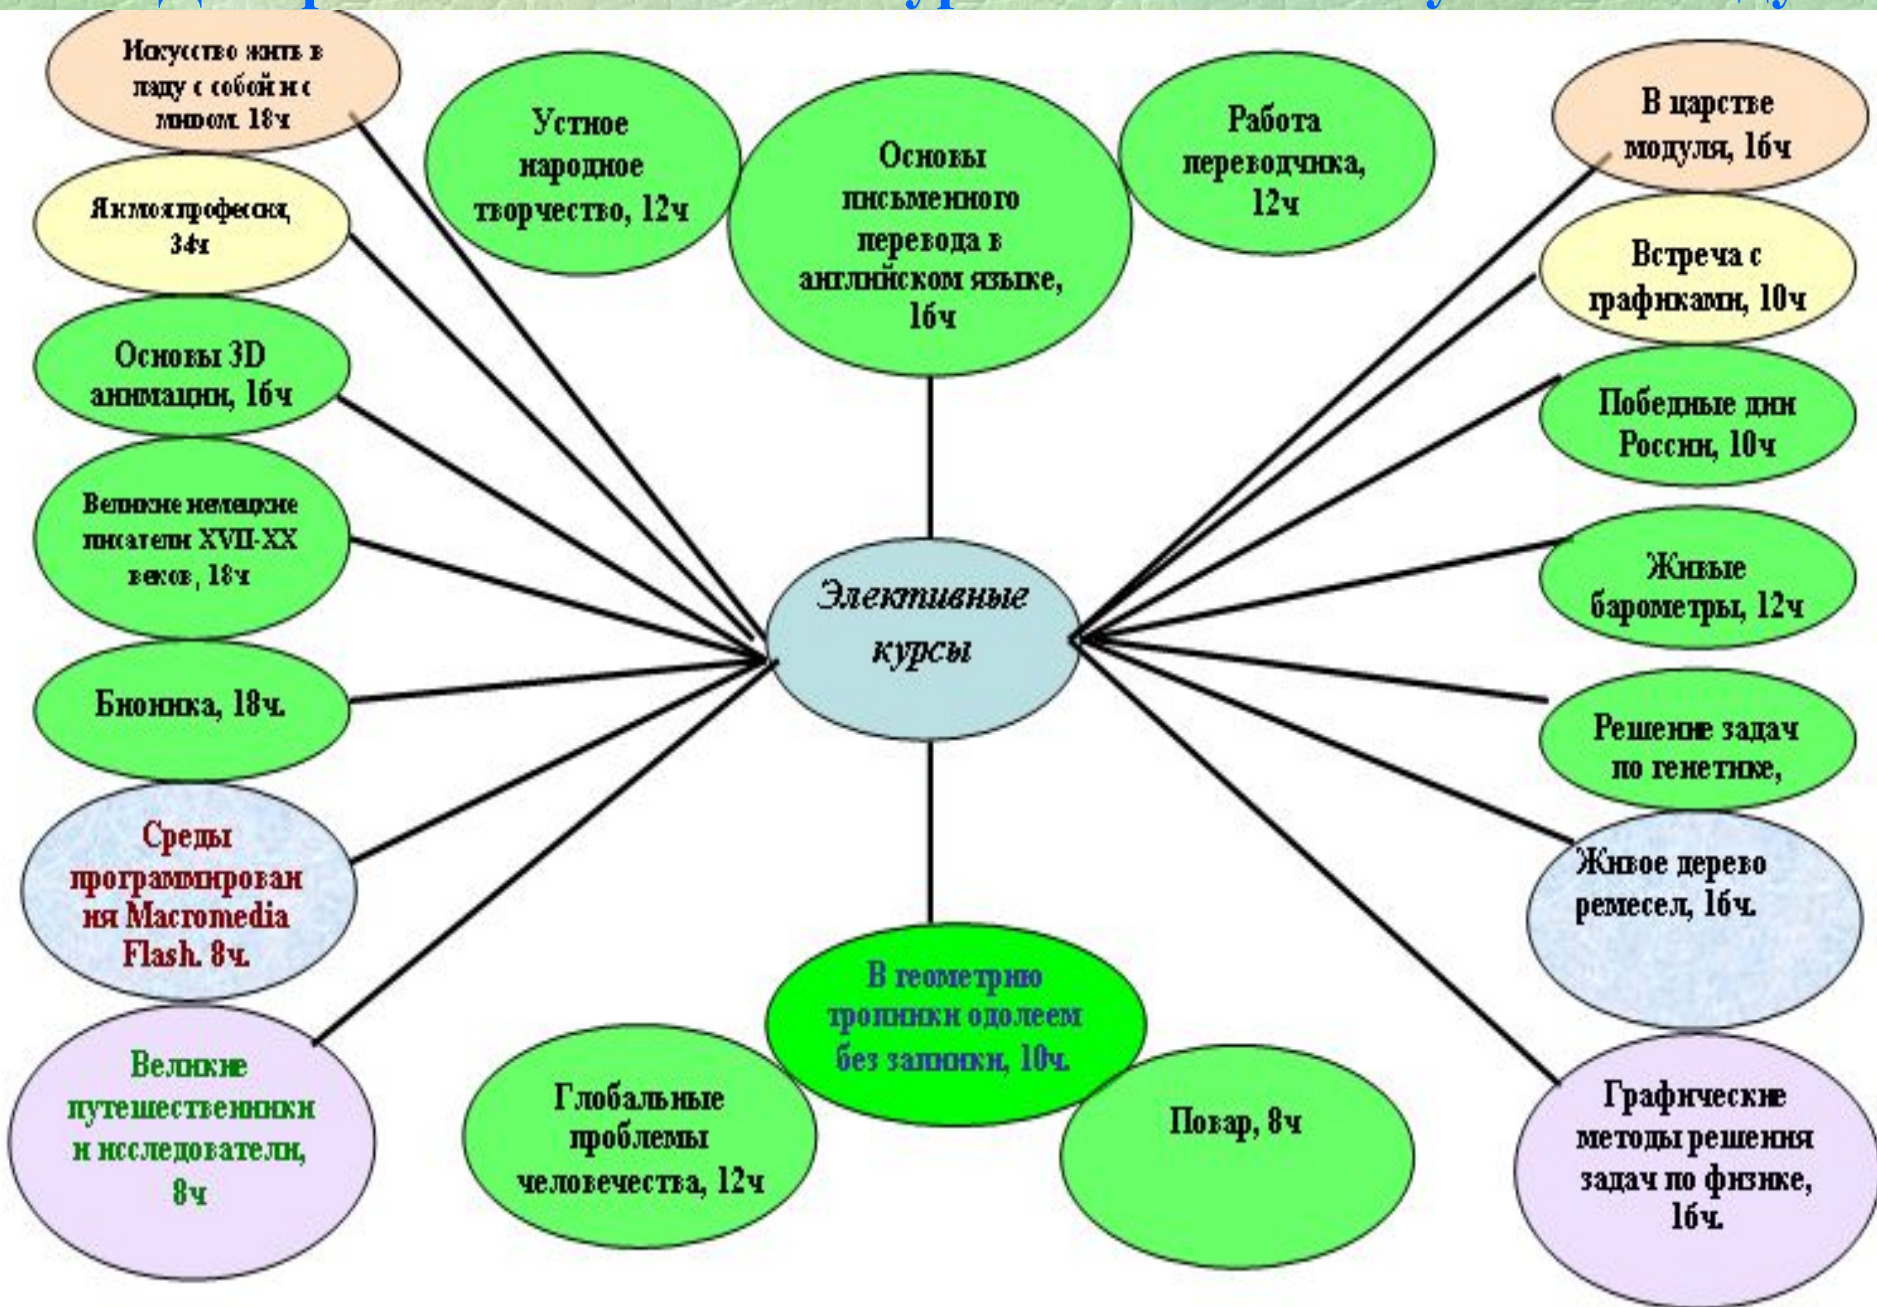 Искусство жить в
ладу с собой и с
миром. 18ч
Я и моя профессия,
34ч
Основы 3D
анимации, 16ч
Великие немецкие
писатели XVII-XX
веков, 18ч
Бионика, 18ч.
Среды
программирован
ия Macromedia
Flash. 8ч.
Великие
путешественники
и исследователи,
8ч
Устное
народное
творчество, 12ч
Основы
письменного
перевода в
английском языке,
16ч
Работа
переводчика,
12ч
Элективные
курсы
В геометрию
тропинки одолеем
без запинки, 10ч.
Глобальные
проблемы
человечества, 12ч
Повар, 8ч
В царстве
модуля, 16ч
Встреча с
графиками, 10ч
Победные дни
России, 10ч
Живые
барометры, 12ч
Решение задач
по генетике,
Живое дерево
ремесел, 16ч.
Графические
методы решения
задач по физике,
16ч.